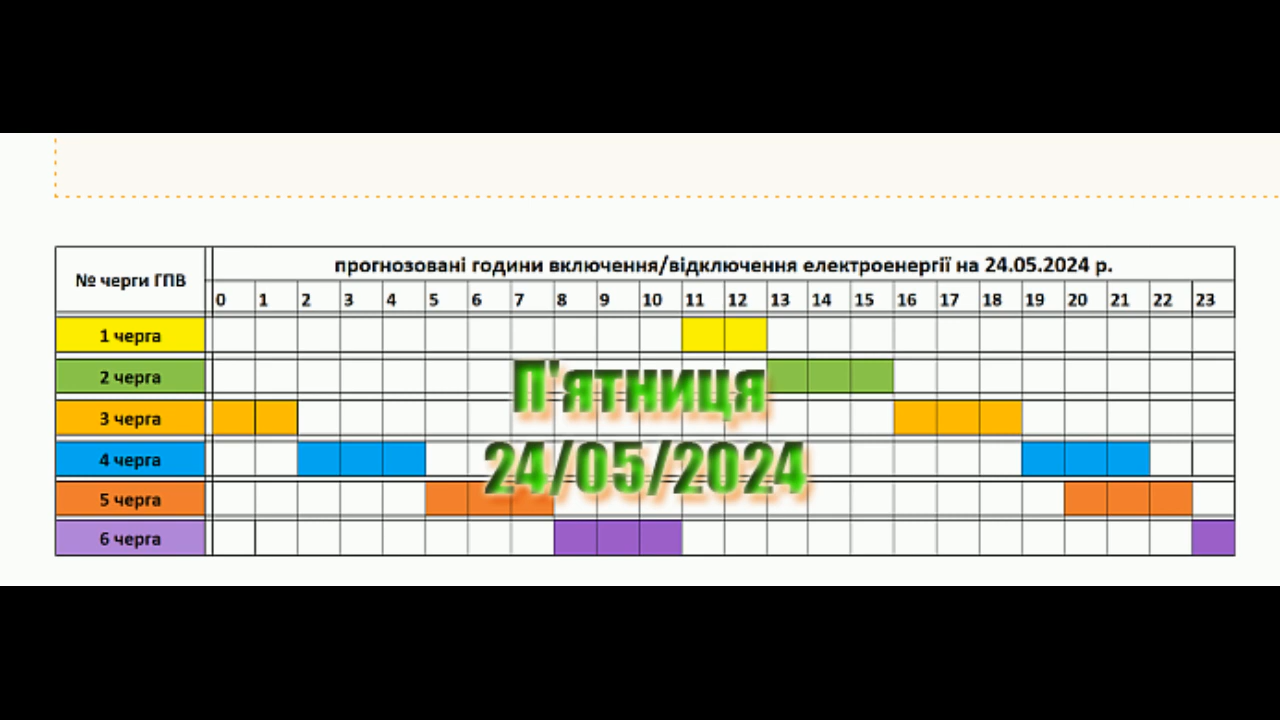 № черги ГПВ
прогнозовані години включення/відключення електроенергії на 24.05.2024 р.
0 1 2 3 4 5 6 7 8 9 10 11 12 13 14 15 16 17 18 19 20 21 22 23
1 черга
2 черга
3 черга
4 черга
5 черга
6 черга
П'ятниця
24/05/2024